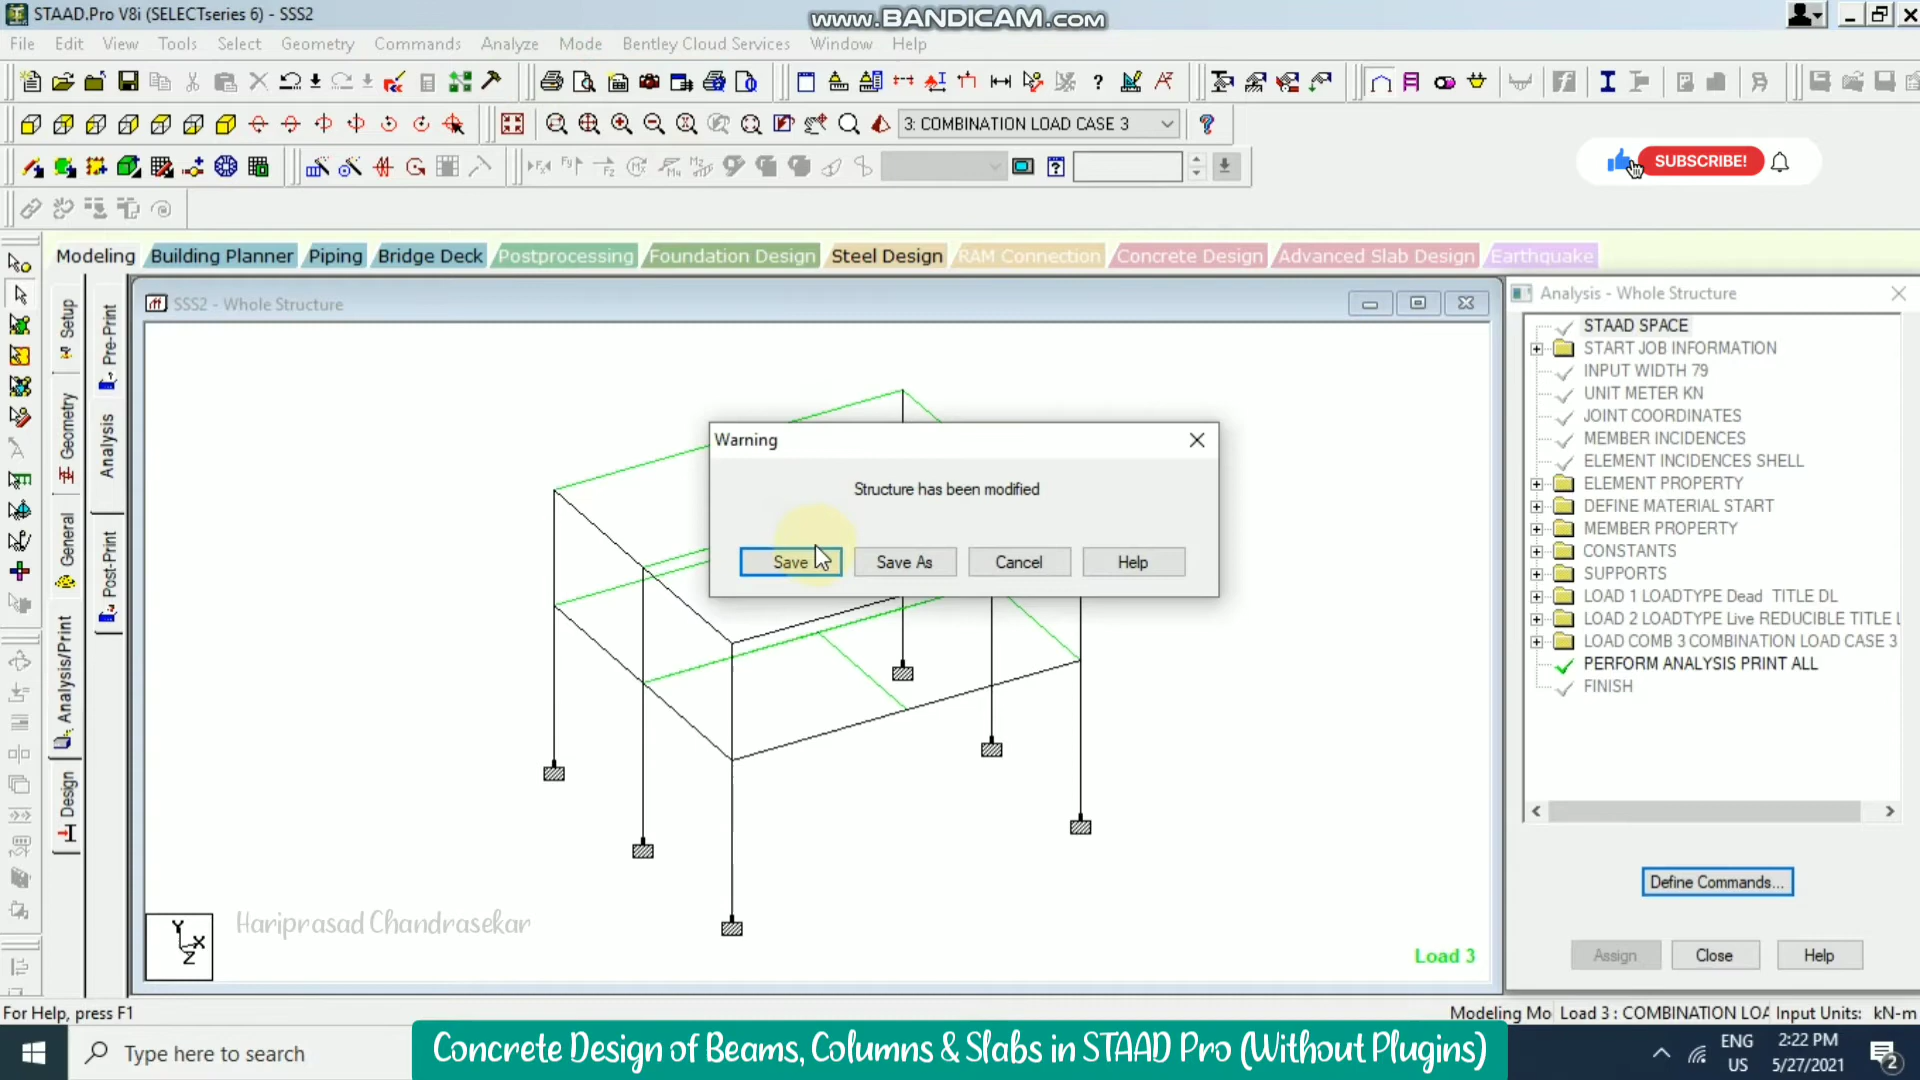 STAAD.Pro V8i (SELECTseries 6) - SSS2
www.BANDICAM.com
File Edit View Tools Select Geometry Commands Analyze Mode Bentley Cloud Services Window Help
3: COMBINATION LOAD CASE 3
SUBSCRIBE!
Modeling Building Planner Piping Bridge Deck Postprocessing Foundation Design Steel Design RAM Connection Concrete Design Advanced Slab Design Earthquake
Setup
Geometry
General
Analysis/Print
Design
Pre-Print
Analysis
Post-Print
SSS2 - Whole Structure
Warning
Structure has been modified
Save Save As Cancel Help
Y
X
Z
Hariprasad Chandrasekar
Load 3
Analysis - Whole Structure
STAAD SPACE
START JOB INFORMATION
INPUT WIDTH 79
UNIT METER KN
JOINT COORDINATES
MEMBER INCIDENCES
ELEMENT INCIDENCES SHELL
ELEMENT PROPERTY
DEFINE MATERIAL START
MEMBER PROPERTY
CONSTANTS
SUPPORTS
LOAD 1 LOADTYPE Dead TITLE DL
LOAD 2 LOADTYPE Live REDUCIBLE TITLE L
LOAD COMB 3 COMBINATION LOAD CASE 3
PERFORM ANALYSIS PRINT ALL
FINISH
Define Commands...
Assign Close Help
For Help, press F1
Modeling Mo Load 3 : COMBINATION LOA Input Units: kN-m
Type here to search
Concrete Design of Beams, Columns & Slabs in STAAD Pro (Without Plugins)
ENG
US
2:22 PM
5/27/2021
2